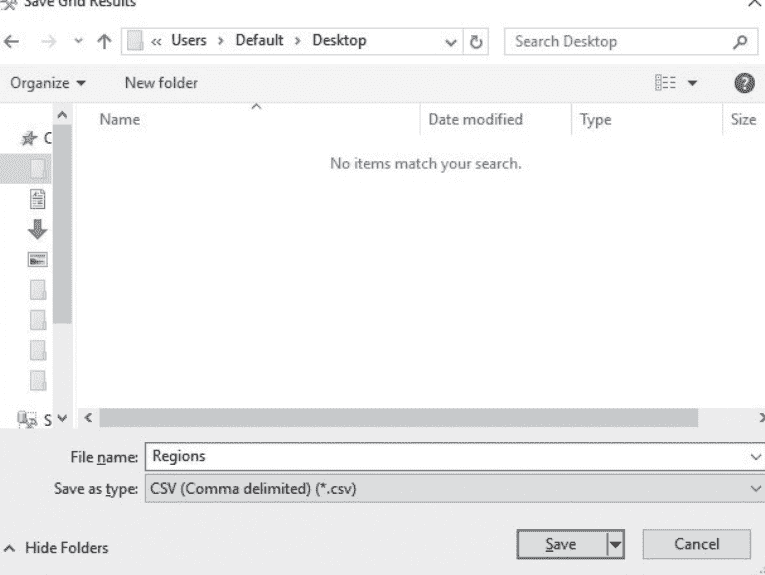 Save Grid Results
« Users › Default › Desktop
Search Desktop
Organize
New folder
?
Name
Date modified
Type
Size
C
No items match your search.
S
File name: Regions
Save as type: CSV (Comma delimited) (*.csv)
Hide Folders
Save
Cancel